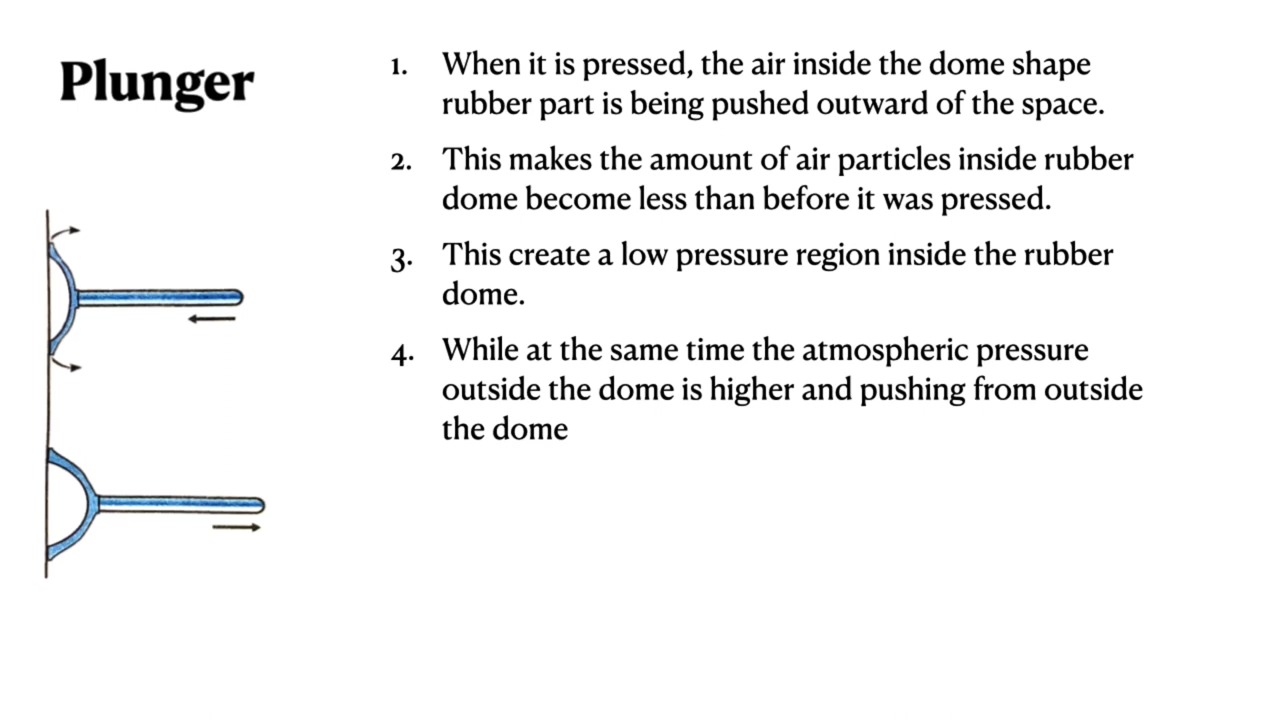 Plunger
1. When it is pressed, the air inside the dome shape
rubber part is being pushed outward of the space.
2. This makes the amount of air particles inside rubber
dome become less than before it was pressed.
3. This create a low pressure region inside the rubber
dome.
4. While at the same time the atmospheric pressure
outside the dome is higher and pushing from outside
the dome